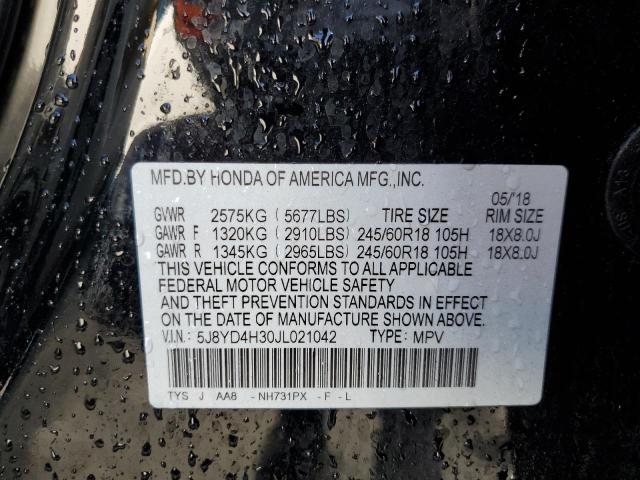 MFD.BY HONDA OF AMERICA MFG.,INC.
05/'18
GVWR 2575KG ( 5677LBS) TIRE SIZE RIM SIZE
GAWR F 1320KG ( 2910LBS) 245/60R18 105H 18X8.0J
GAWR R 1345KG ( 2965LBS) 245/60R18 105H 18X8.0J
THIS VEHICLE CONFORMS TO ALL APPLICABLE
FEDERAL MOTOR VEHICLE SAFETY
AND THEFT PREVENTION STANDARDS IN EFFECT
ON THE DATE OF MANUFACTURE SHOWN ABOVE.
V.I.N.: 5J8YD4H30JL021042 TYPE: MPV
TYS J AA8 -NH731PX -F -L